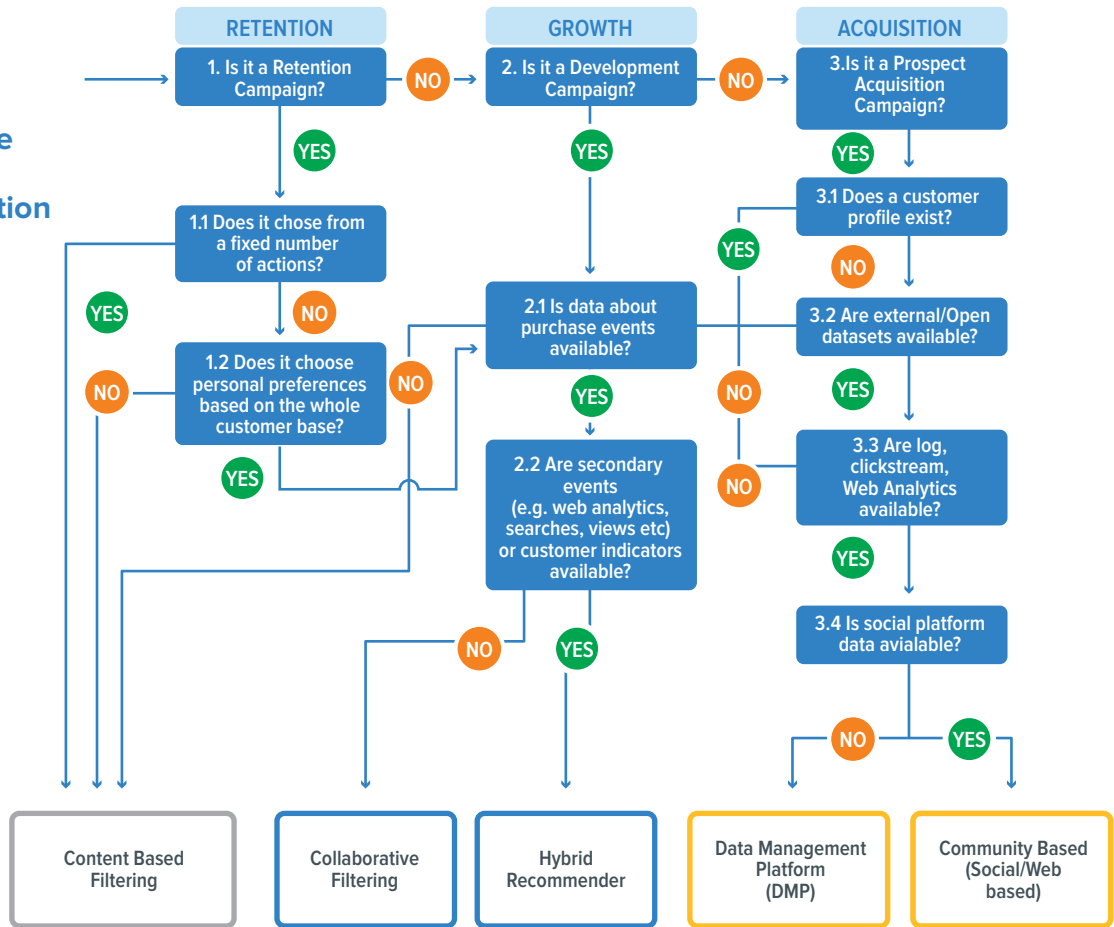 RETENTION
GROWTH
ACQUISITION
1. Is it a Retention
Campaign?
NO
2. Is it a Development
Campaign?
NO
3.Is it a Prospect
Acquisition
Campaign?
e
tion
YES
YES
YES
1.1 Does it chose from
a fixed number
of actions?
3.1 Does a customer
profile exist?
YES
NO
YES
NO
2.1 Is data about
purchase events
available?
3.2 Are external/Open
datasets available?
1.2 Does it choose
personal preferences
based on the whole
customer base?
NO
NO
YES
NO
YES
YES
2.2 Are secondary
events
(e.g. web analytics,
searches, views etc)
or customer indicators
available?
3.3 Are log,
clickstream,
Web Analytics
available?
NO
YES
3.4 Is social platform
data avialable?
NO
YES
NO
YES
Content Based
Filtering
Collaborative
Filtering
Hybrid
Recommender
Data Management
Platform
(DMP)
Community Based
(Social/Web
based)